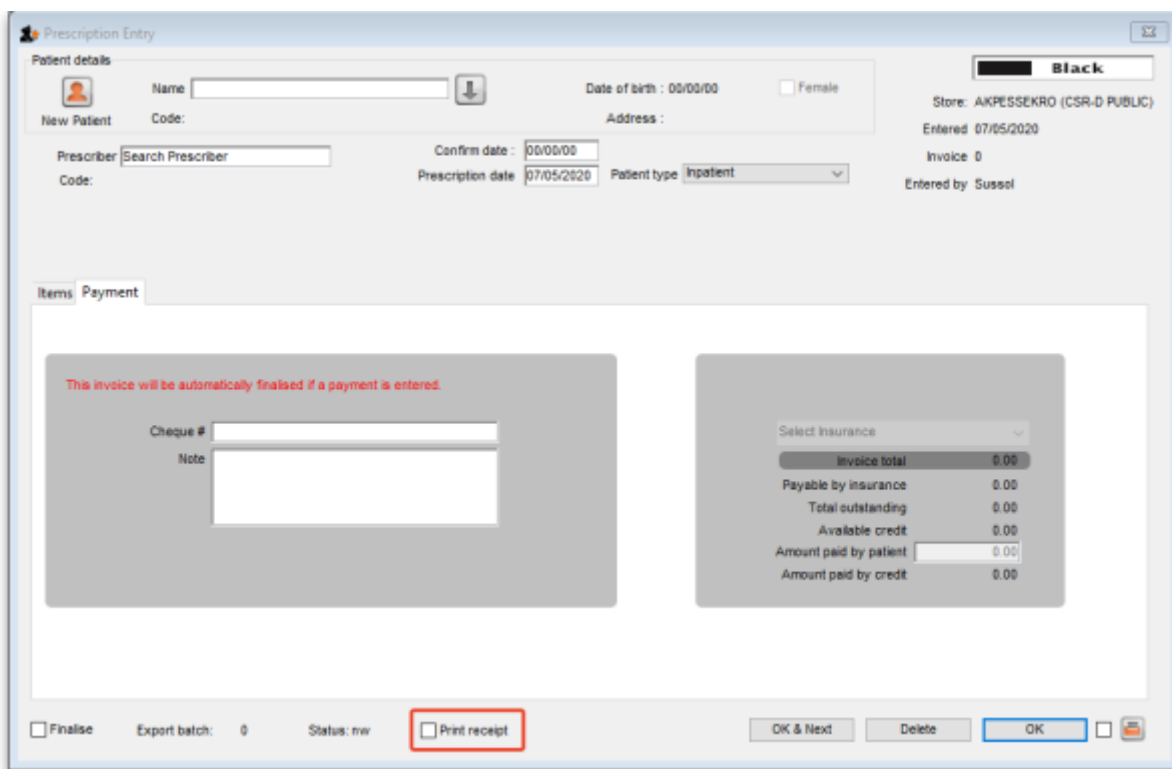 Prescription Entry
Patient details
Black
Name
Date of birth : 00/00/00
Female
Store: AKPESSEKRO (CSR-D PUBLIC)
New Patient
Code:
Address :
Entered 07/05/2020
Prescriber Search Prescriber
Confirm date : 00/00/00
Invoice 0
Code:
Prescription date 07/05/2020
Patient type Inpatient
Entered by Sussol
Items Payment
This invoice will be automatically finalised if a payment is entered.
Cheque #
Note
Select Insurance
Invoice total 0.00
Payable by insurance 0.00
Total outstanding 0.00
Available credit 0.00
Amount paid by patient 0.00
Amount paid by credit 0.00
Finalise Export batch: 0 Status: nw Print receipt OK & Next Delete OK